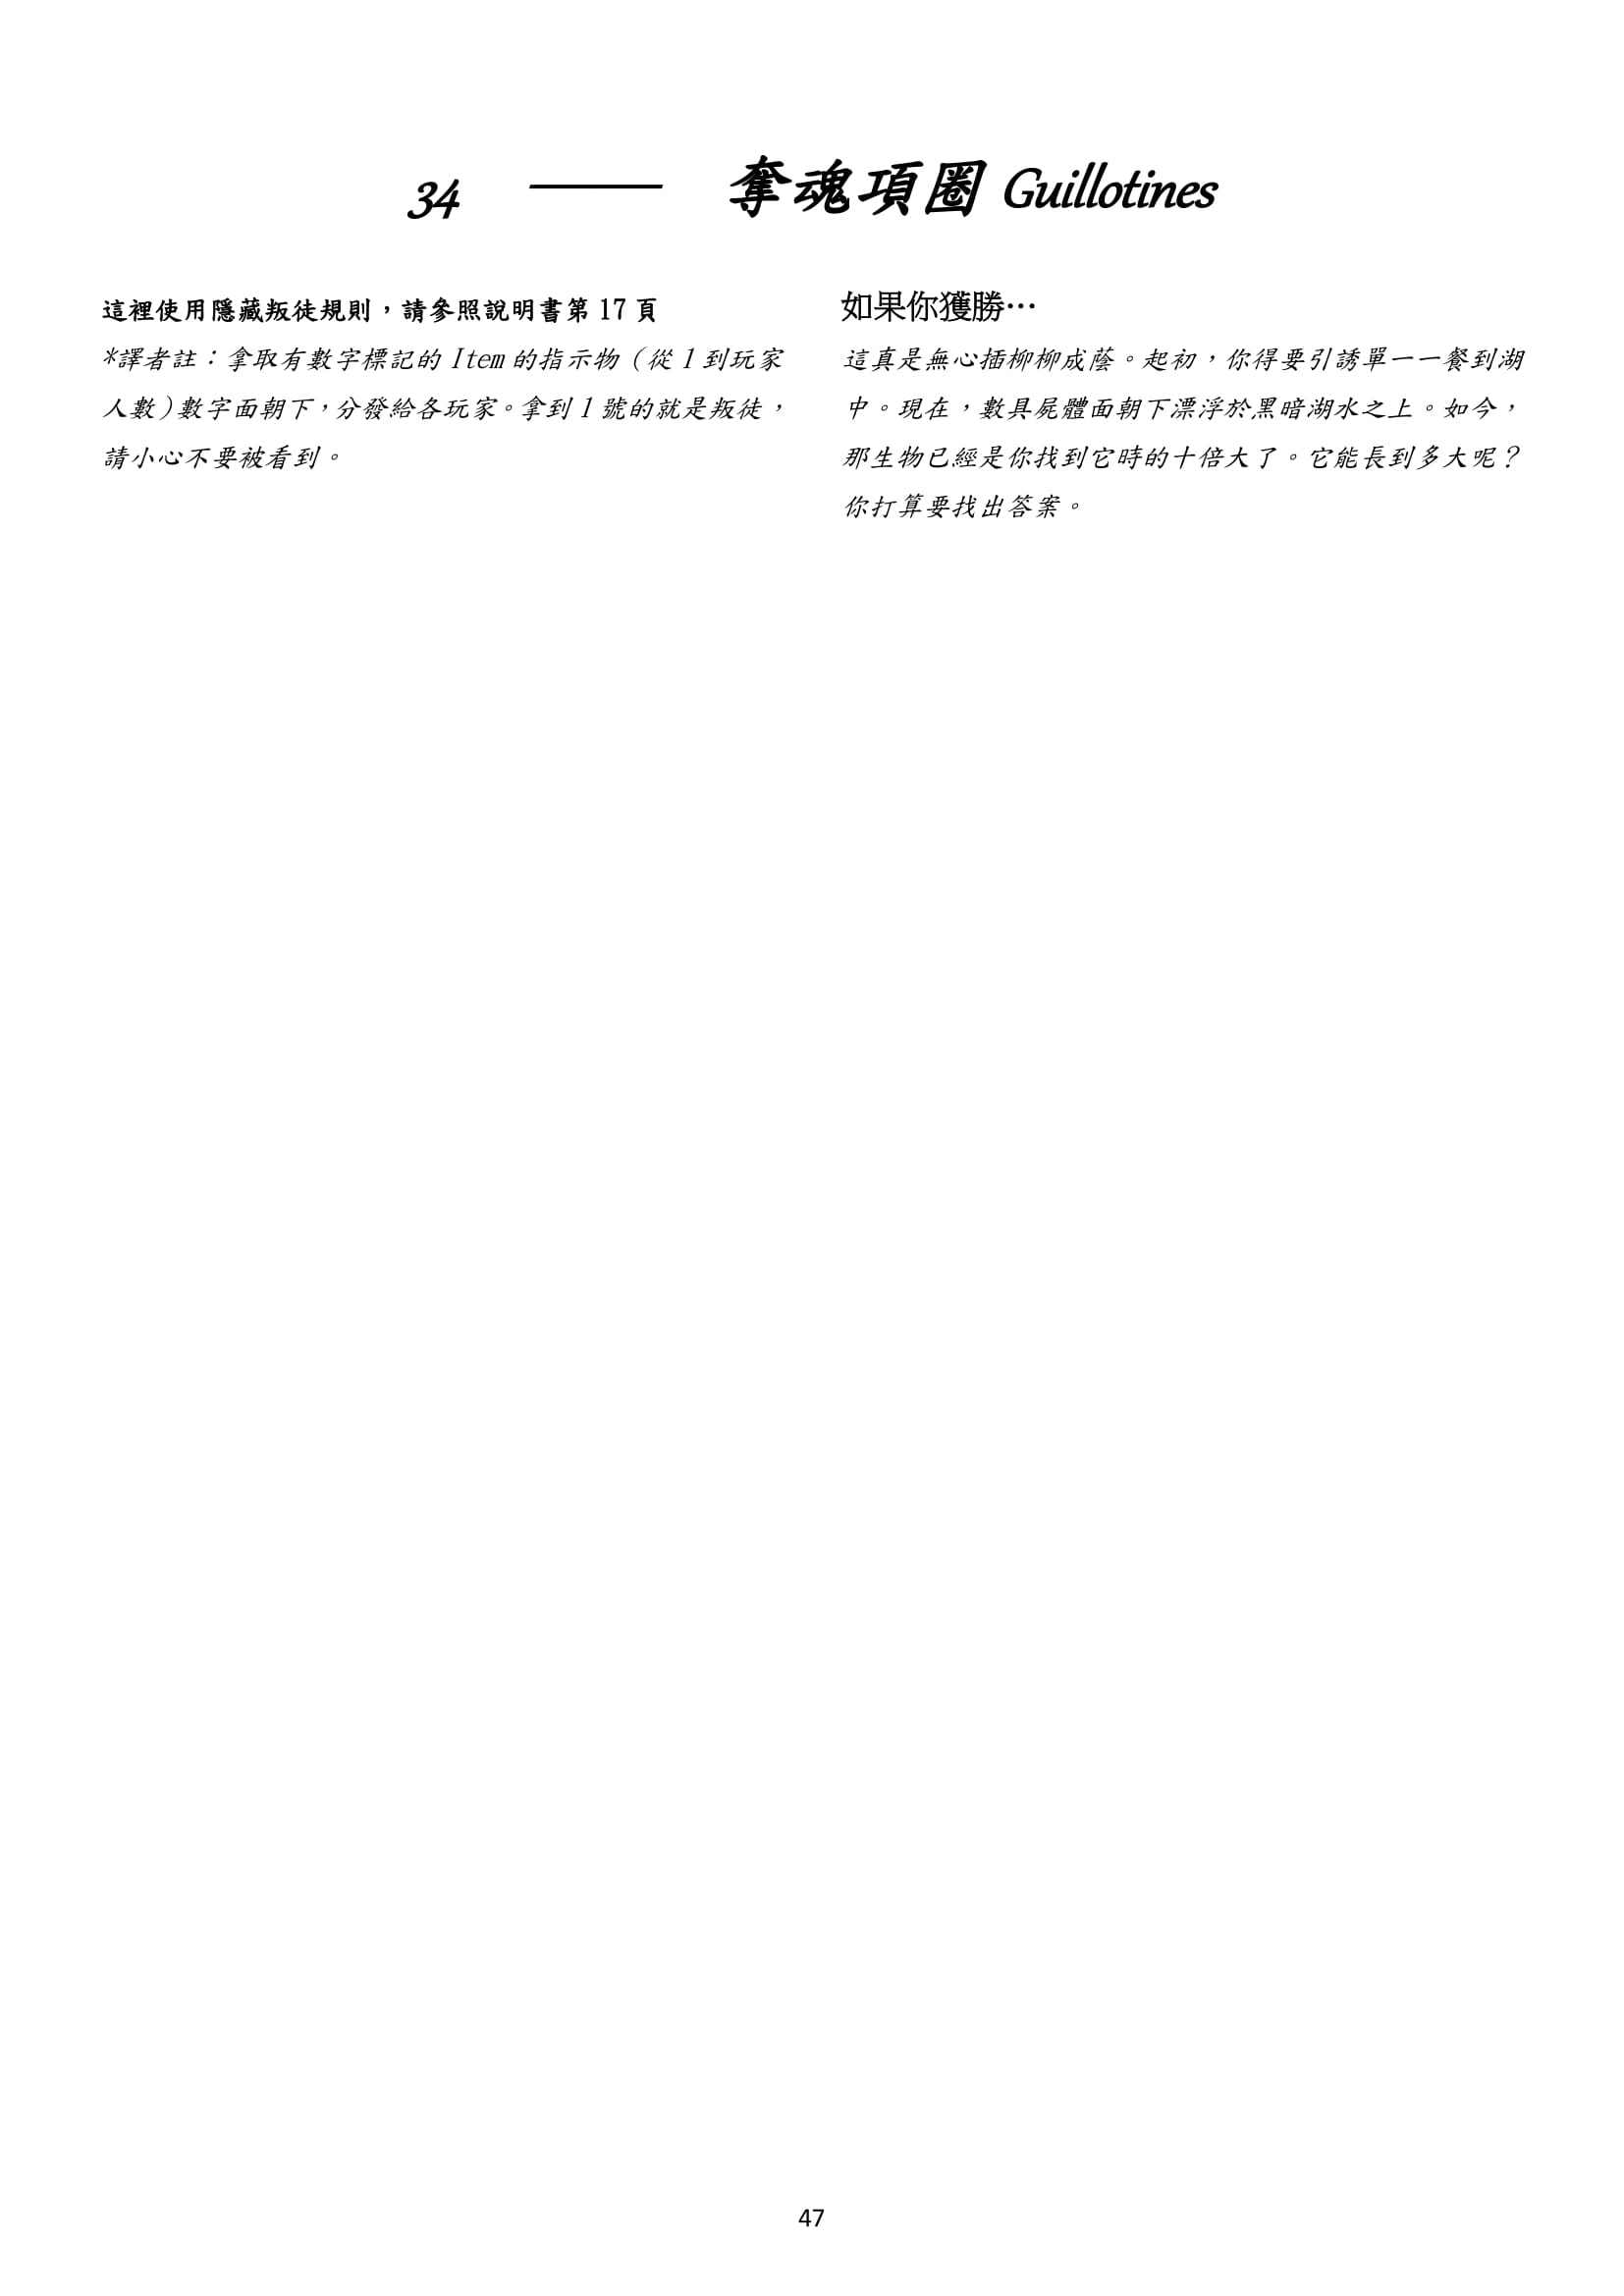 34 —— 奪魂項圈 Guillotines
這裡使用隱藏叛徒規則，請參照說明書第 17 頁
*譯者註：拿取有數字標記的 Item 的指示物（從 1 到玩家
人數）數字面朝下，分發給各玩家。拿到 1 號的就是叛徒，
請小心不要被看到。
如果你獲勝…
這真是無心插柳柳成蔭。起初，你得要引誘單一一餐到湖
中。現在，數具屍體面朝下漂浮於黑暗湖水之上。如今，
那生物已經是你找到它時的十倍大了。它能長到多大呢？
你打算要找出答案。
47